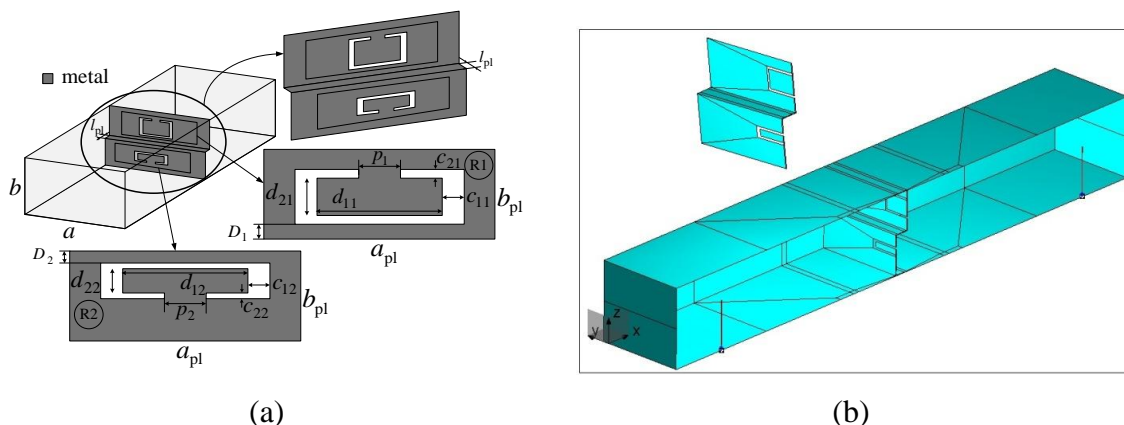 metal
l_pl
l_pl
b
a
p_1
c_21
R1
d_21
d_11
c_11
b_pl
D_1
a_pl
D_2
d_22
d_12
c_12
b_pl
R2
p_2
c_22
a_pl
z
y
x
(a)
(b)